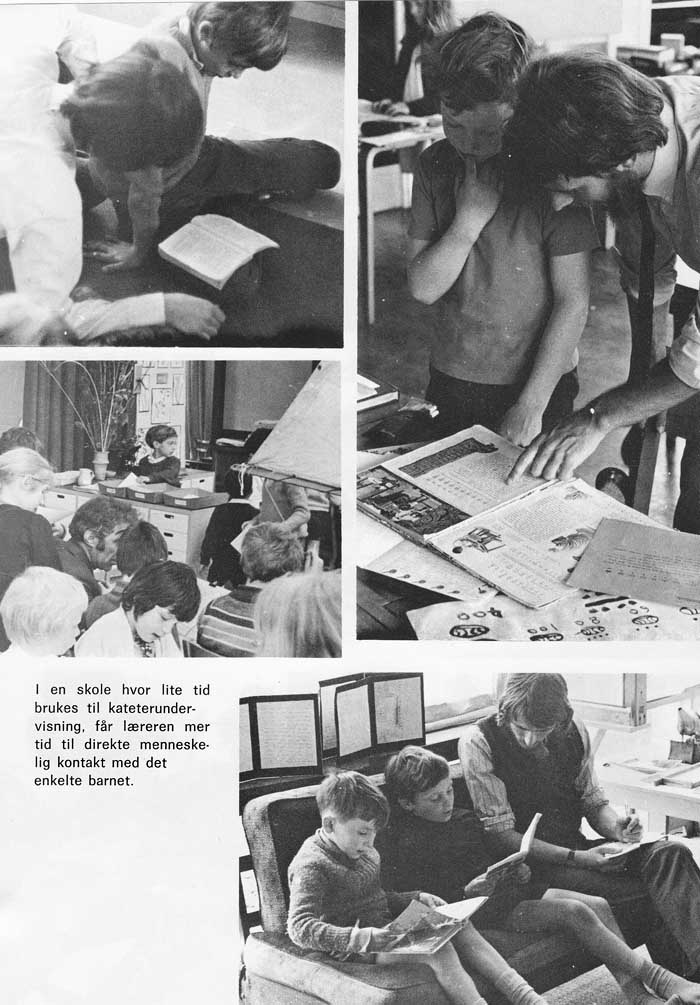 I en skole hvor lite tid
brukes til kateterunder-
visning, får læreren mer
tid til direkte menneske-
lig kontakt med det
enkelte barnet.